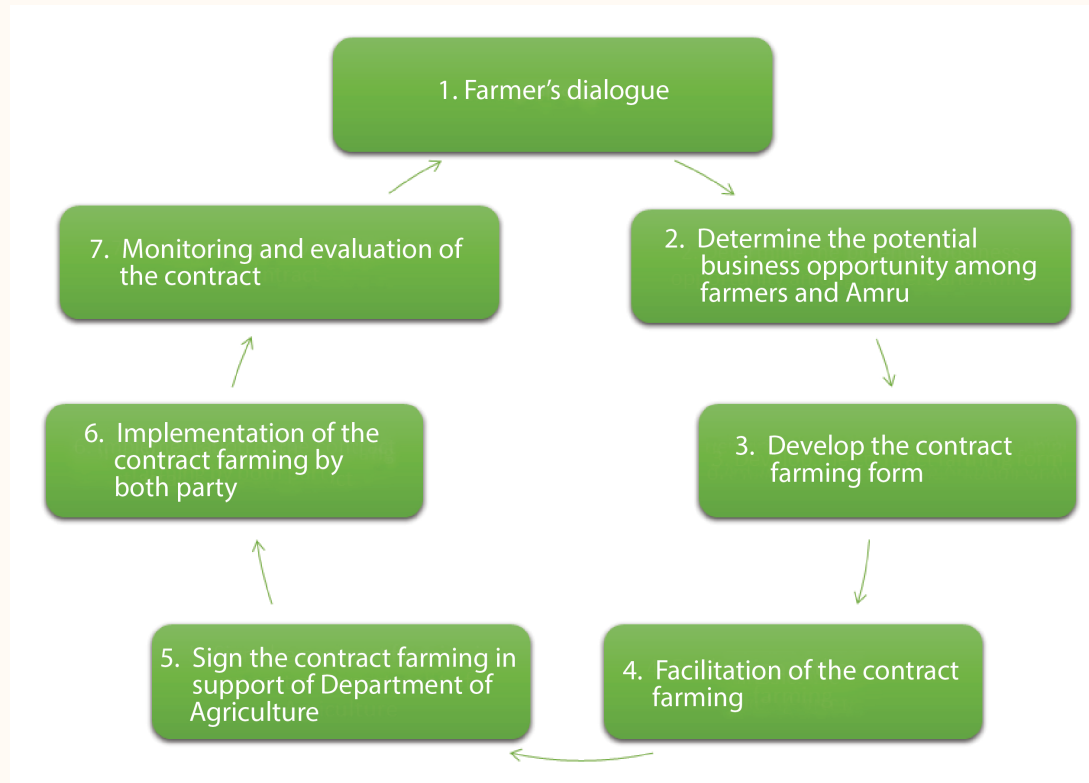 1. Farmer’s dialogue
2. Determine the potential
business opportunity among
farmers and Amru
3. Develop the contract
farming form
4. Facilitation of the contract
farming
5. Sign the contract farming in
support of Department of
Agriculture
6. Implementation of the
contract farming by
both party
7. Monitoring and evaluation of
the contract